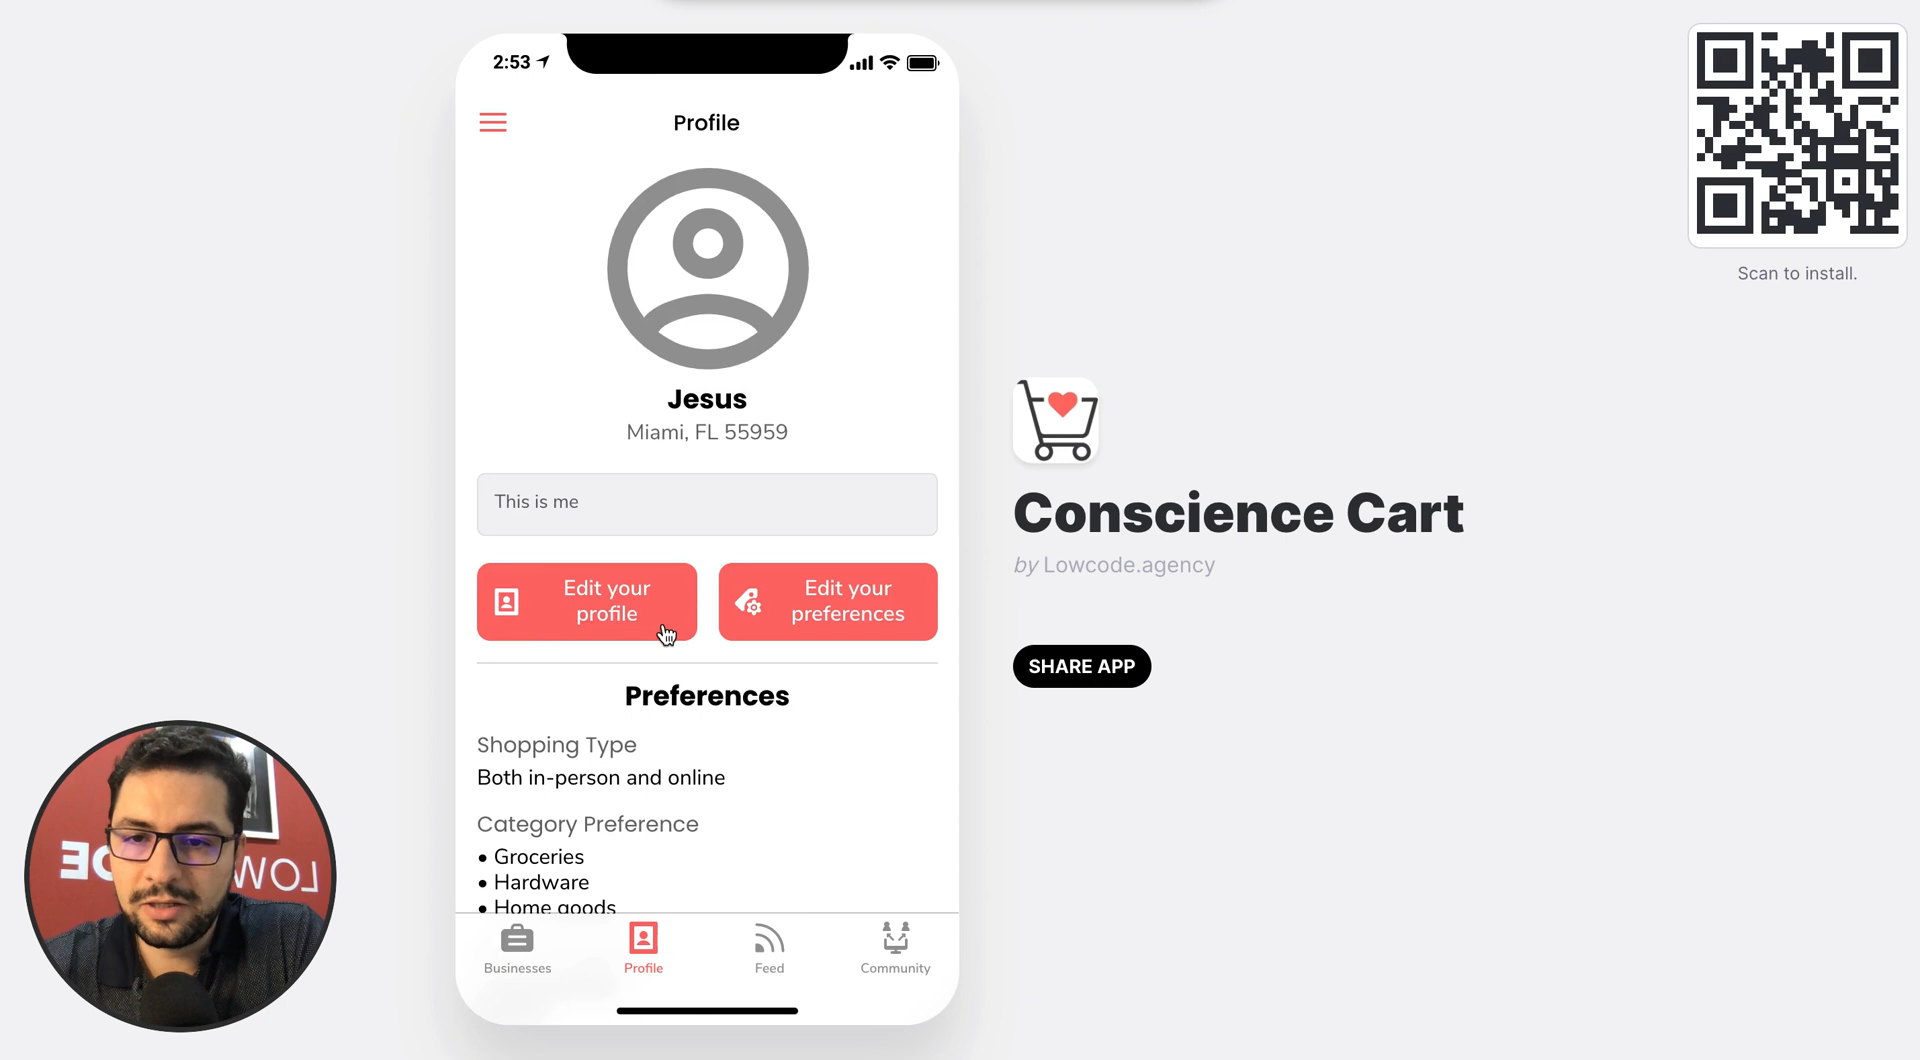 2:53
Profile
Jesus
Miami, FL 55959
This is me
Edit your
profile
Edit your
preferences
Preferences
Shopping Type
Both in-person and online
Category Preference
• Groceries
• Hardware
• Home goods
Businesses
Profile
Feed
Community
Scan to install.
Conscience Cart
by Lowcode.agency
SHARE APP